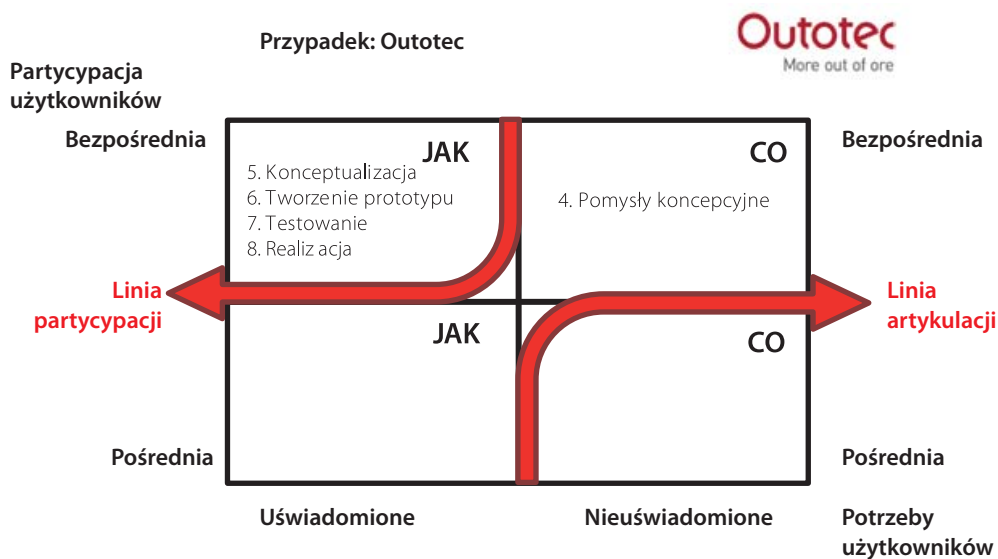 Przypadek: Outotec
Outotec
More out of ore
Partycypacja
użytkowników
Bezpośrednia
JAK
CO
Bezpośrednia
5. Konceptualizacja
6. Tworzenie prototypu
7. Testowanie
8. Realiz acja
4. Pomysły koncepcyjne
Linia
partycypacji
Linia
artykulacji
JAK
CO
Pośrednia
Pośrednia
Uświadomione
Nieuświadomione
Potrzeby
użytkowników